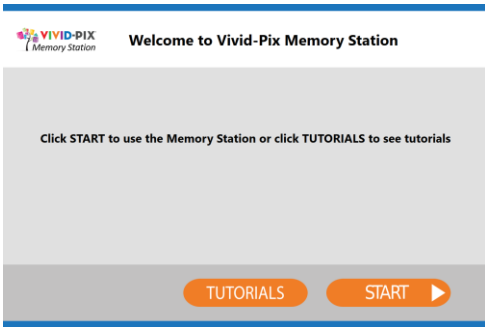 VIVID-PIX
Memory Station
Welcome to Vivid-Pix Memory Station
Click START to use the Memory Station or click TUTORIALS to see tutorials
TUTORIALS
START